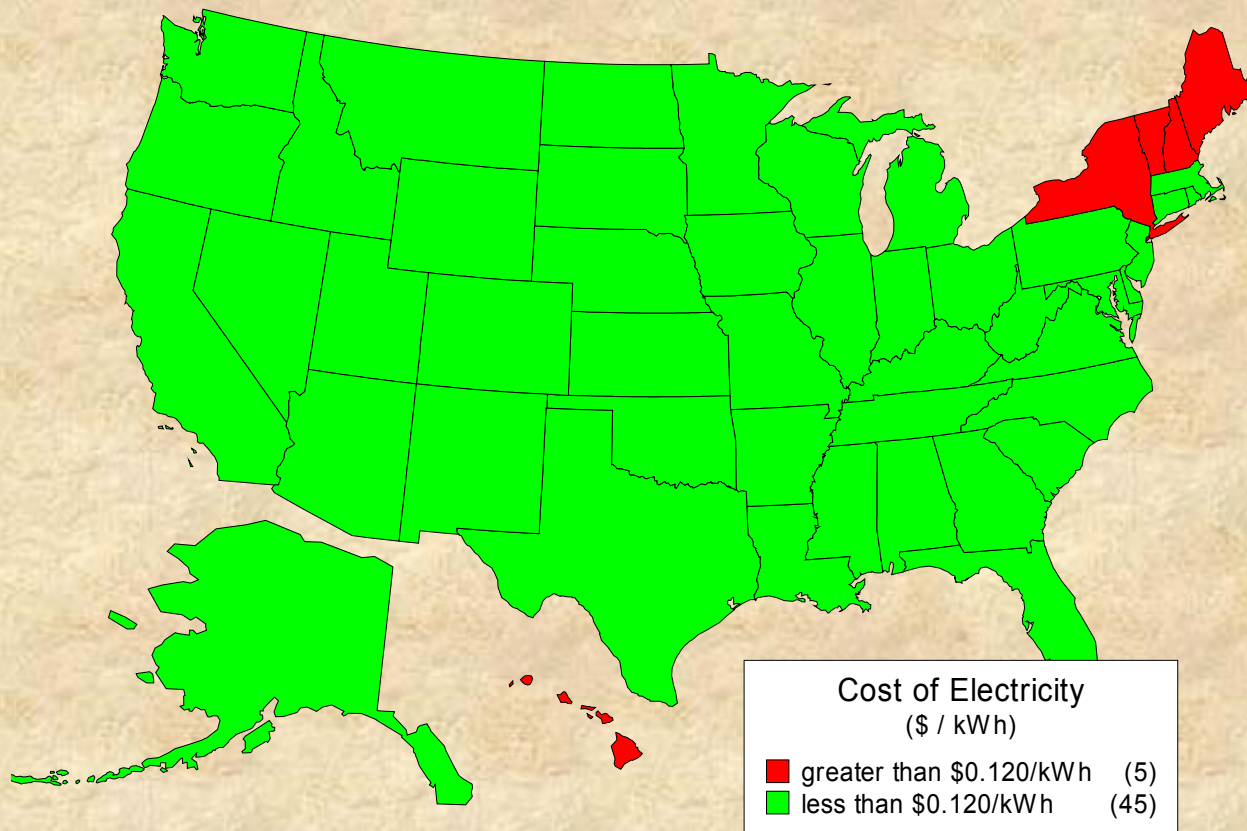 Cost of Electricity
($ / kWh)
greater than $0.120/kWh (5)
less than $0.120/kWh (45)